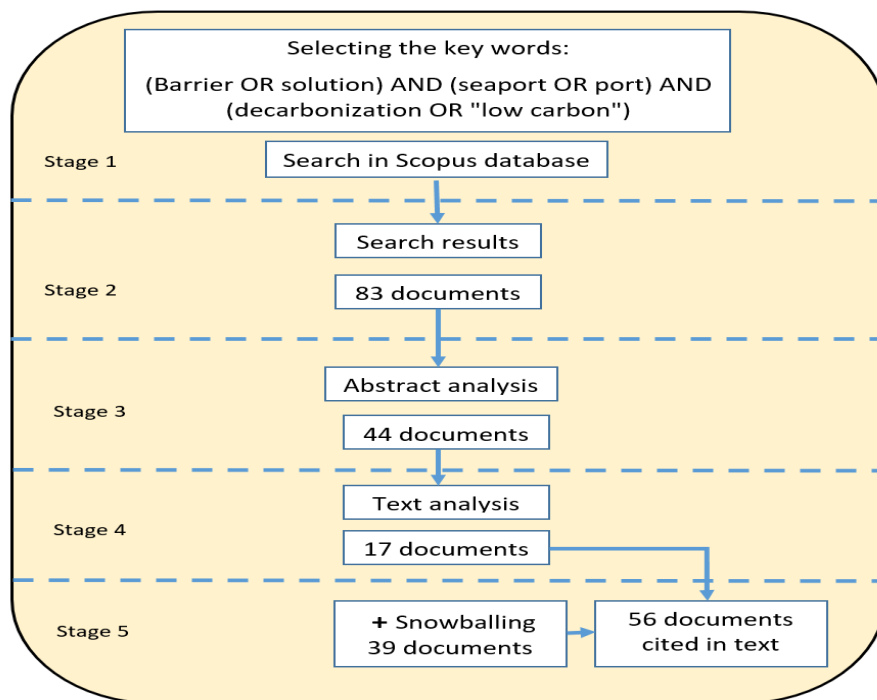 Selecting the key words:
(Barrier OR solution) AND (seaport OR port) AND
(decarbonization OR "low carbon")
Stage 1
Search in Scopus database
Search results
Stage 2
83 documents
Abstract analysis
Stage 3
44 documents
Text analysis
Stage 4
17 documents
Stage 5
+ Snowballing
39 documents
56 documents
cited in text